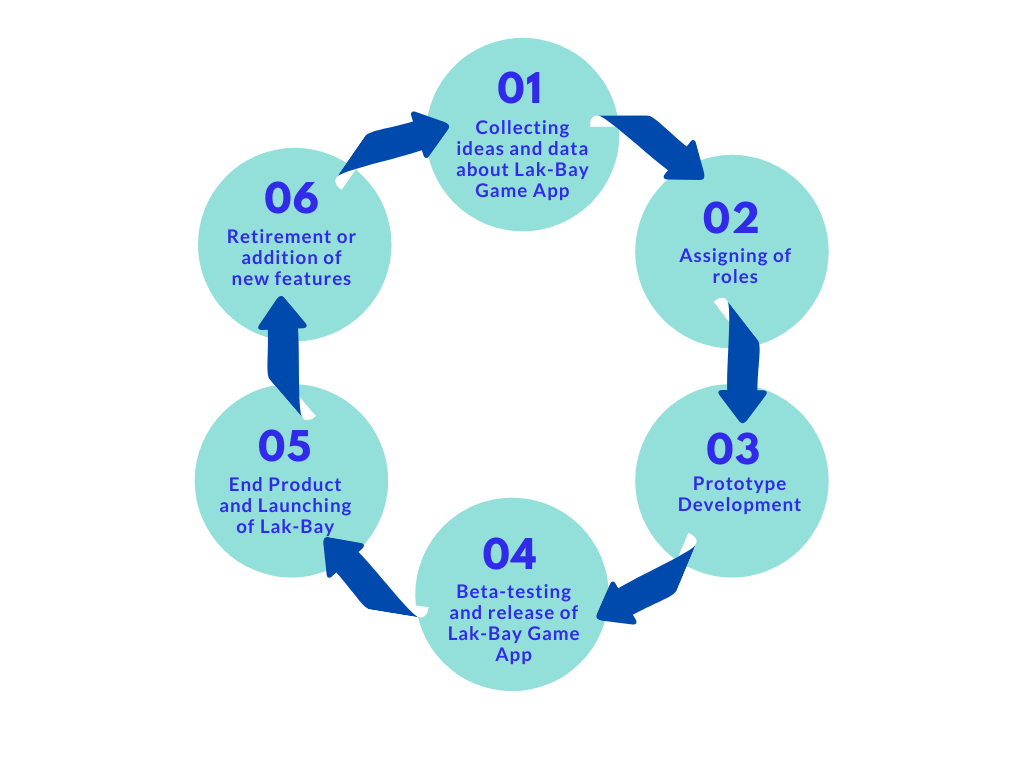 01
Collecting
ideas and data
about Lak-Bay
Game App
02
Assigning of
roles
03
Prototype
Development
04
Beta-testing
and release of
Lak-Bay Game
App
05
End Product
and Launching
of Lak-Bay
06
Retirement or
addition of
new features